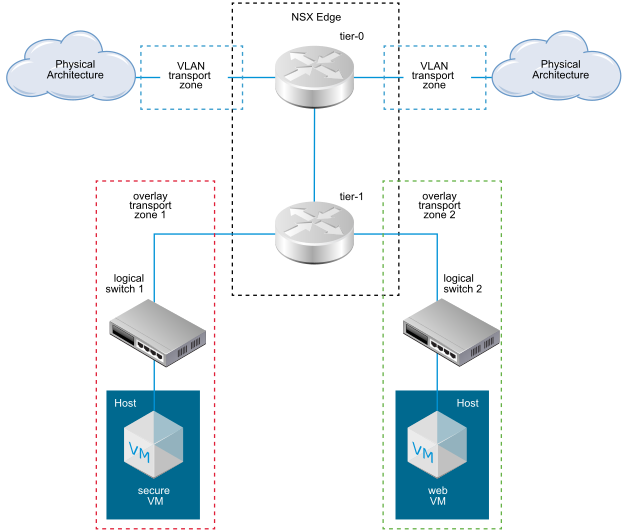 NSX Edge
tier-0
Physical
Architecture
VLAN
transport
zone
VLAN
transport
zone
Physical
Architecture
tier-1
overlay
transport
zone 1
overlay
transport
zone 2
logical
switch 1
logical
switch 2
Host
VM
secure
VM
Host
VM
web
VM